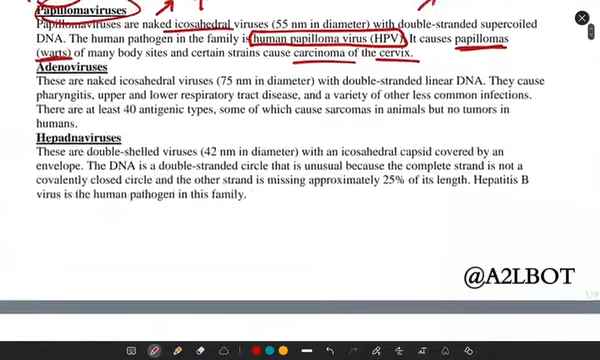 Papillomaviruses
Papillomaviruses are naked icosahedral viruses (55 nm in diameter) with double-stranded supercoiled
DNA. The human pathogen in the family is human papilloma virus (HPV). It causes papillomas
(warts) of many body sites and certain strains cause carcinoma of the cervix.
Adenoviruses
These are naked icosahedral viruses (75 nm in diameter) with double-stranded linear DNA. They cause
pharyngitis, upper and lower respiratory tract disease, and a variety of other less common infections.
There are at least 40 antigenic types, some of which cause sarcomas in animals but no tumors in
humans.
Hepadnaviruses
These are double-shelled viruses (42 nm in diameter) with an icosahedral capsid covered by an
envelope. The DNA is a double-stranded circle that is unusual because the complete strand is not a
covalently closed circle and the other strand is missing approximately 25% of its length. Hepatitis B
virus is the human pathogen in this family.
@A2LBOT